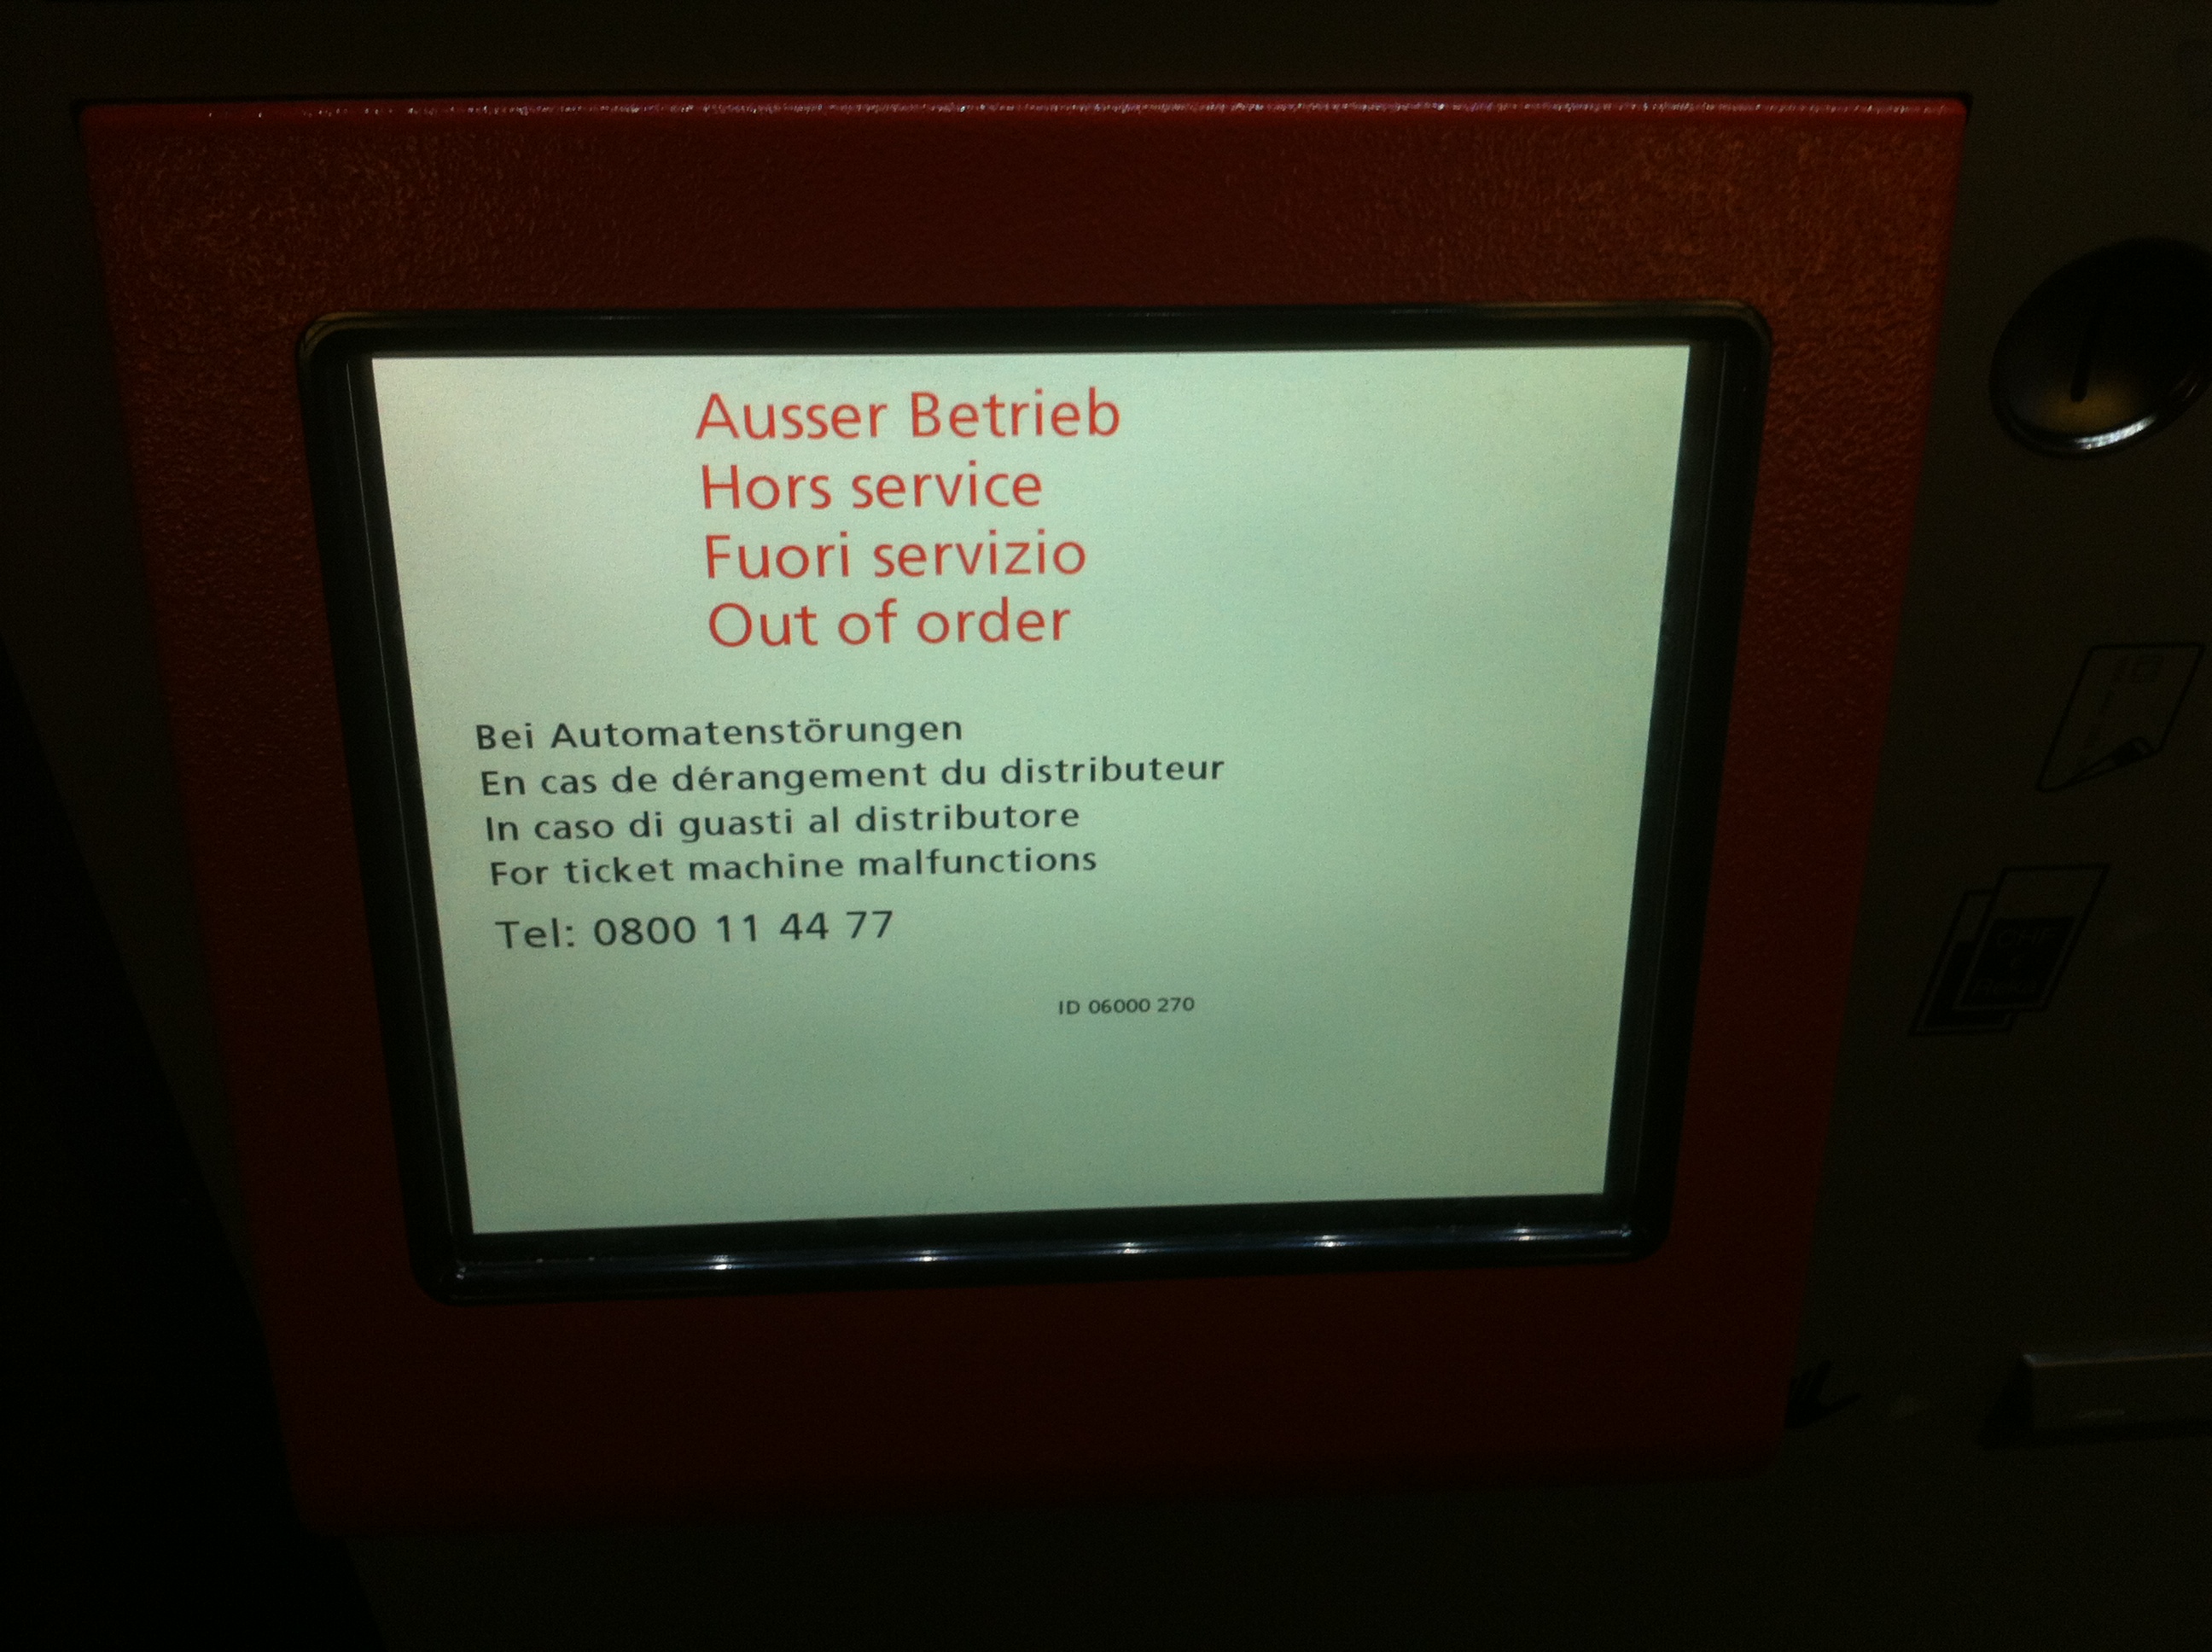 Ausser Betrieb
Hors service
Fuori servizio
Out of order
Bei Automatenstörungen
En cas de dérangement du distributeur
In caso di guasti al distributore
For ticket machine malfunctions
Tel: 0800 11 44 77
ID 06000 270
CHF